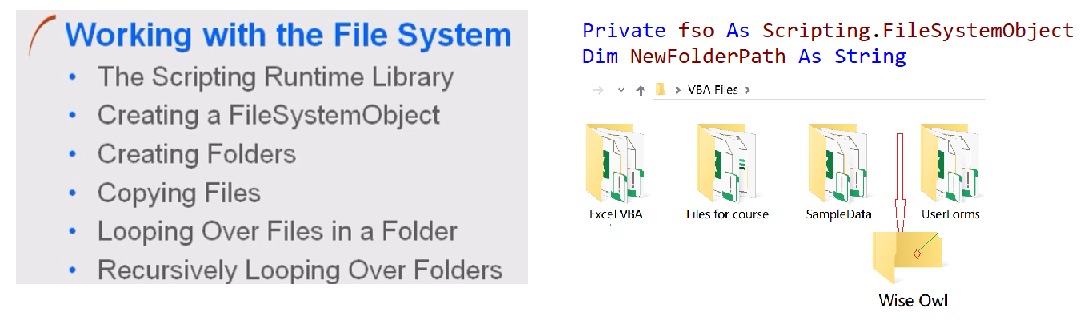 Working with the File System
• The Scripting Runtime Library
• Creating a FileSystemObject
• Creating Folders
• Copying Files
• Looping Over Files in a Folder
• Recursively Looping Over Folders
Private fso As Scripting.FileSystemObject
Dim NewFolderPath As String
VBA Files
Excel VBA
Files for course
SampleData
UserForms
Wise Owl